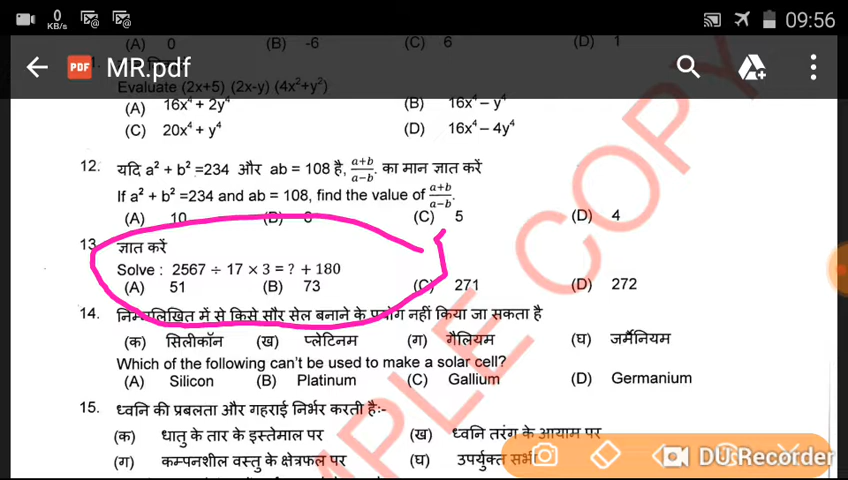 0
KB/s
09:56
(A) 0 (B) -6 (C) 6 (D) 1
MR.pdf
Evaluate (2x+5) (2x-y) (4x²+y²)
(A) 16x⁴ + 2y⁴ (B) 16x⁴ – y⁴
(C) 20x⁴ + y⁴ (D) 16x⁴ – 4y⁴
12. यदि a² + b² =234 और ab = 108 है, (a+b)/(a−b). का मान ज्ञात करें
If a² + b² =234 and ab = 108, find the value of (a+b)/(a−b).
(A) 10 (B) (C) 5 (D) 4
13. ज्ञात करें
Solve : 2567 ÷ 17 × 3 = ? + 180
(A) 51 (B) 73 (C) 271 (D) 272
14. निम्नलिखित में से किसे सौर सेल बनाने के प्रयोग नहीं किया जा सकता है
(क) सिलीकॉन (ख) प्लेटिनम (ग) गैलियम (घ) जर्मेनियम
Which of the following can't be used to make a solar cell?
(A) Silicon (B) Platinum (C) Gallium (D) Germanium
15. ध्वनि की प्रबलता और गहराई निर्भर करती है:-
(क) धातु के तार के इस्तेमाल पर (ख) ध्वनि तरंग के आयाम पर
(ग) कम्पनशील वस्तु के क्षेत्रफल पर (घ) उपर्युक्त सभी
DU Recorder